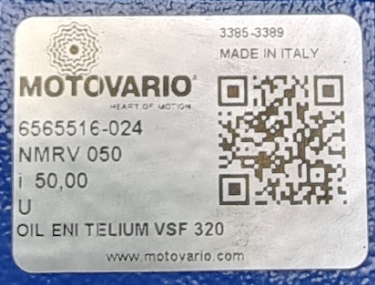 3385-3389
MADE IN ITALY
MOTOVARIO
HEART OF MOTION
6565516-024
NMRV 050
i 50,00
U
OIL ENI TELIUM VSF 320
www.motovario.com